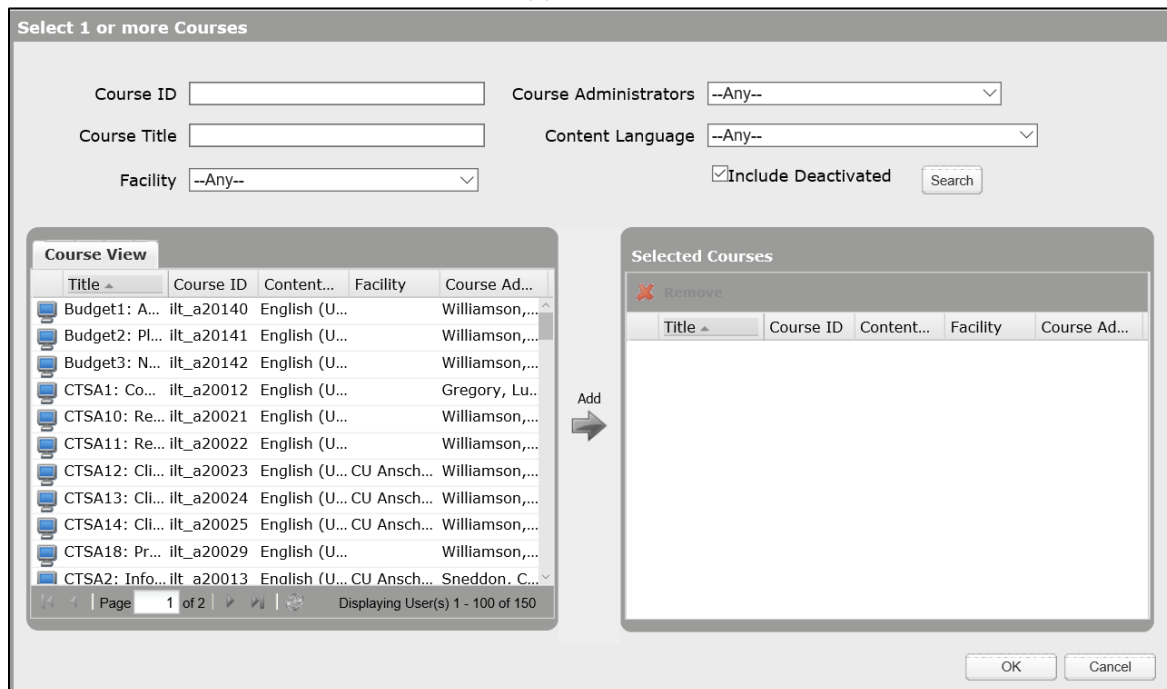 Select 1 or more Courses
Course ID Course Administrators --Any--
Course Title Content Language --Any--
Facility --Any-- Include Deactivated Search
Course View Selected Courses
Title Course ID Content... Facility Course Ad...
Remove
Title Course ID Content... Facility Course Ad...
Budget1: A... ilt_a20140 English (U... Williamson,...
Budget2: Pl... ilt_a20141 English (U... Williamson,...
Budget3: N... ilt_a20142 English (U... Williamson,...
CTSA1: Co... ilt_a20012 English (U... Gregory, Lu...
Add
CTSA10: Re... ilt_a20021 English (U... Williamson,...
CTSA11: Re... ilt_a20022 English (U... Williamson,...
CTSA12: Cli... ilt_a20023 English (U... CU Ansch... Williamson,...
CTSA13: Cli... ilt_a20024 English (U... CU Ansch... Williamson,...
CTSA14: Cli... ilt_a20025 English (U... CU Ansch... Williamson,...
CTSA18: Pr... ilt_a20029 English (U... Williamson,...
CTSA2: Info... ilt_a20013 English (U... CU Ansch... Sneddon, C...
Page 1 of 2 Displaying User(s) 1 - 100 of 150
OK Cancel